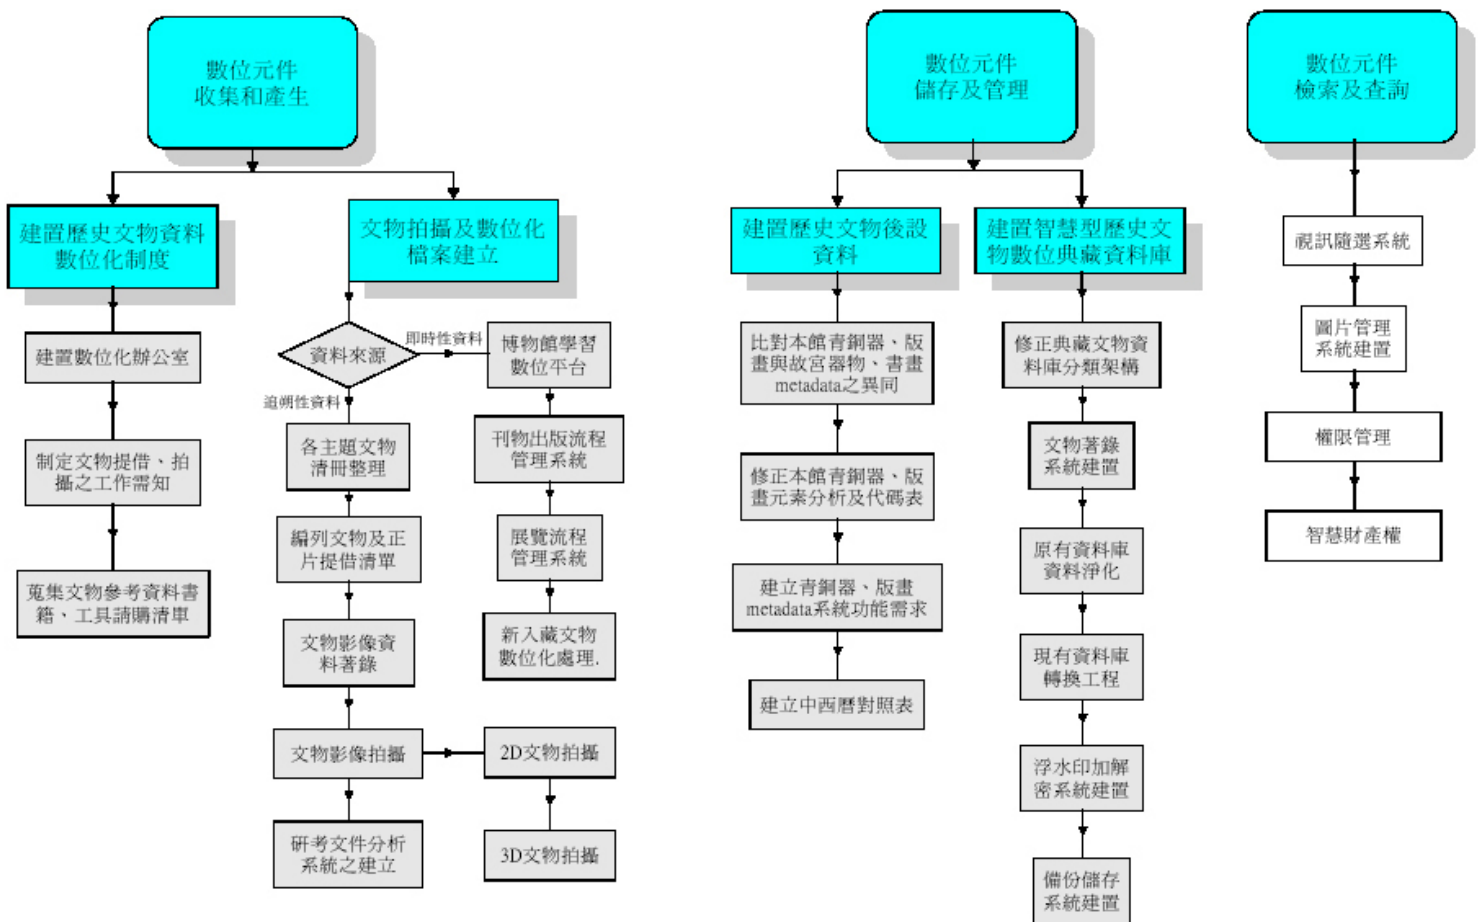 數位元件
收集和產生
建置歷史文物資料
數位化制度
建置數位化辦公室
制定文物提借、拍
攝之工作需知
蒐集文物參考資料書
籍、工具請購清單
文物拍攝及數位化
檔案建立
資料來源
即時性資料
追朔性資料
各主題文物
清冊整理
編列文物及正
片提借清單
文物影像資
料著錄
文物影像拍攝
研考文件分析
系統之建立
博物館學習
數位平台
刊物出版流程
管理系統
展覽流程
管理系統
新入藏文物
數位化處理.
2D文物拍攝
3D文物拍攝
數位元件
儲存及管理
建置歷史文物後設
資料
比對本館青銅器、版
畫與故宮器物、書畫
metadata之異同
修正本館青銅器、版
畫元素分析及代碼表
建立青銅器、版畫
metadata系統功能需求
建立中西曆對照表
建置智慧型歷史文
物數位典藏資料庫
修正典藏文物資
料庫分類架構
文物著錄
系統建置
原有資料庫
資料淨化
現有資料庫
轉換工程
浮水印加解
密系統建置
備份儲存
系統建置
數位元件
檢索及查詢
視訊隨選系統
圖片管理
系統建置
權限管理
智慧財產權